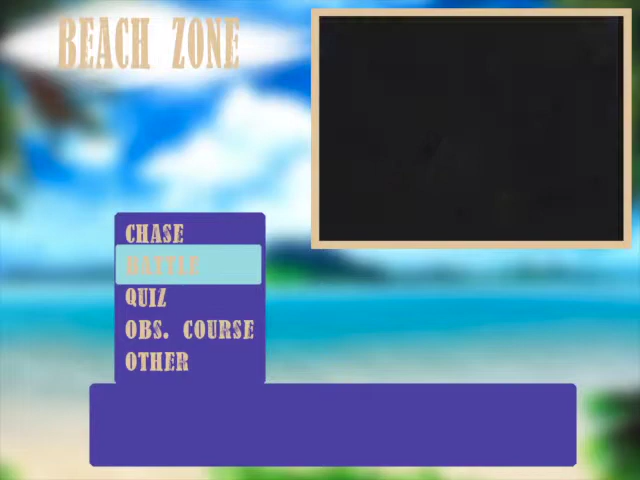 BEACH ZONE
CHASE
BATTLE
QUIZ
OBS. COURSE
OTHER